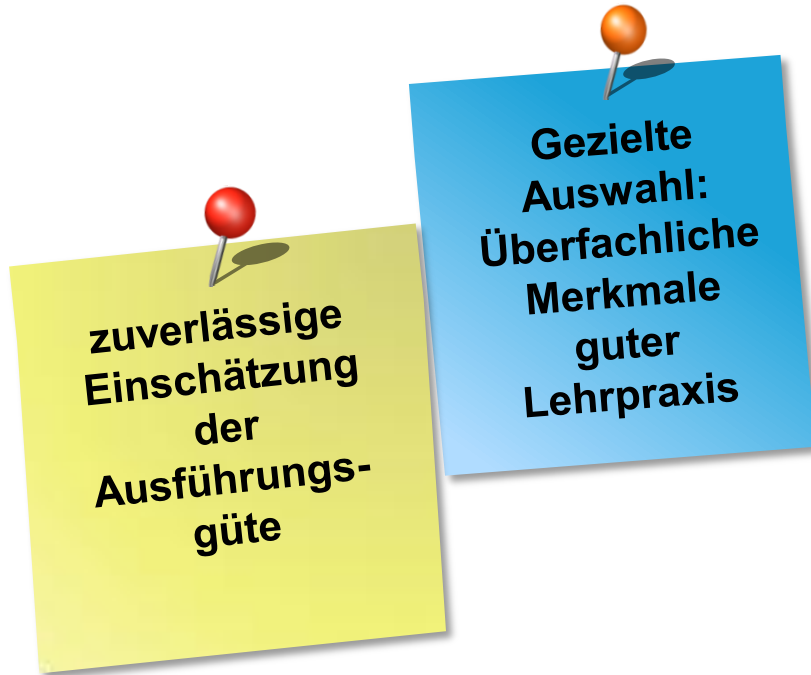 zuverlässige
Einschätzung
der
Ausführungs-
güte
Gezielte
Auswahl:
Überfachliche
Merkmale
guter
Lehrpraxis